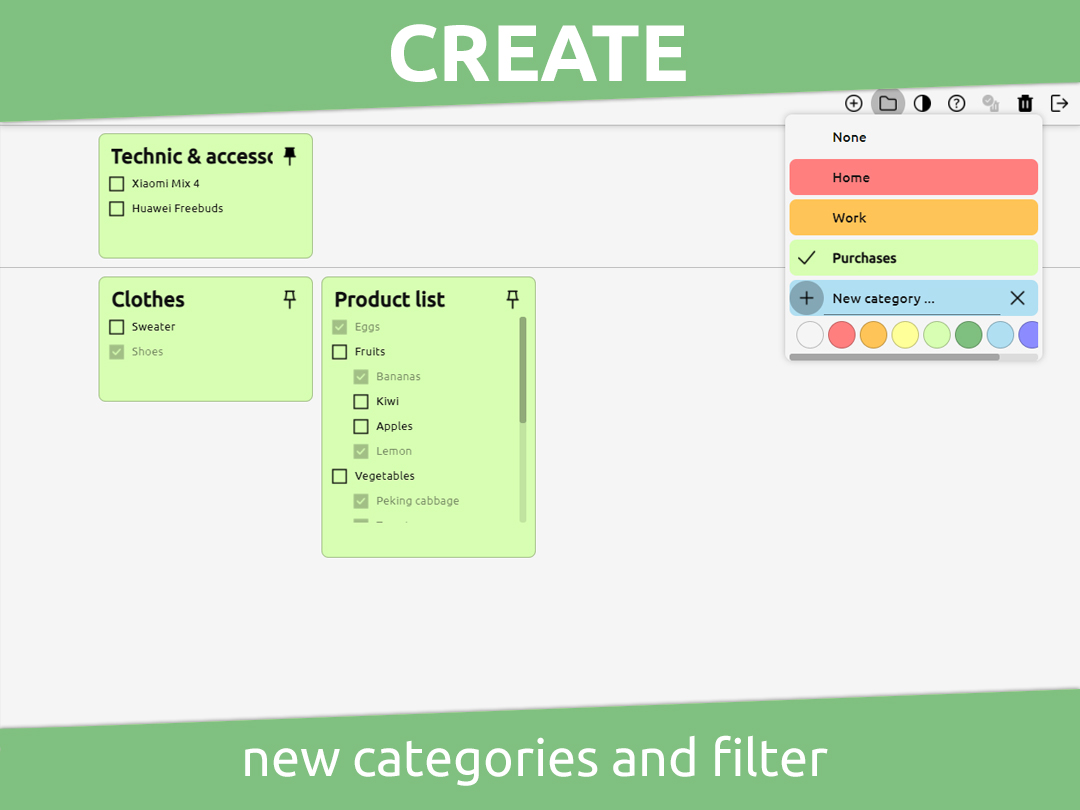 CREATE
None
Home
Work
Purchases
New category ...
Technic & accesso
Xiaomi Mix 4
Huawei Freebuds
Clothes
Sweater
Shoes
Product list
Eggs
Fruits
Bananas
Kiwi
Apples
Lemon
Vegetables
Peking cabbage
new categories and filter